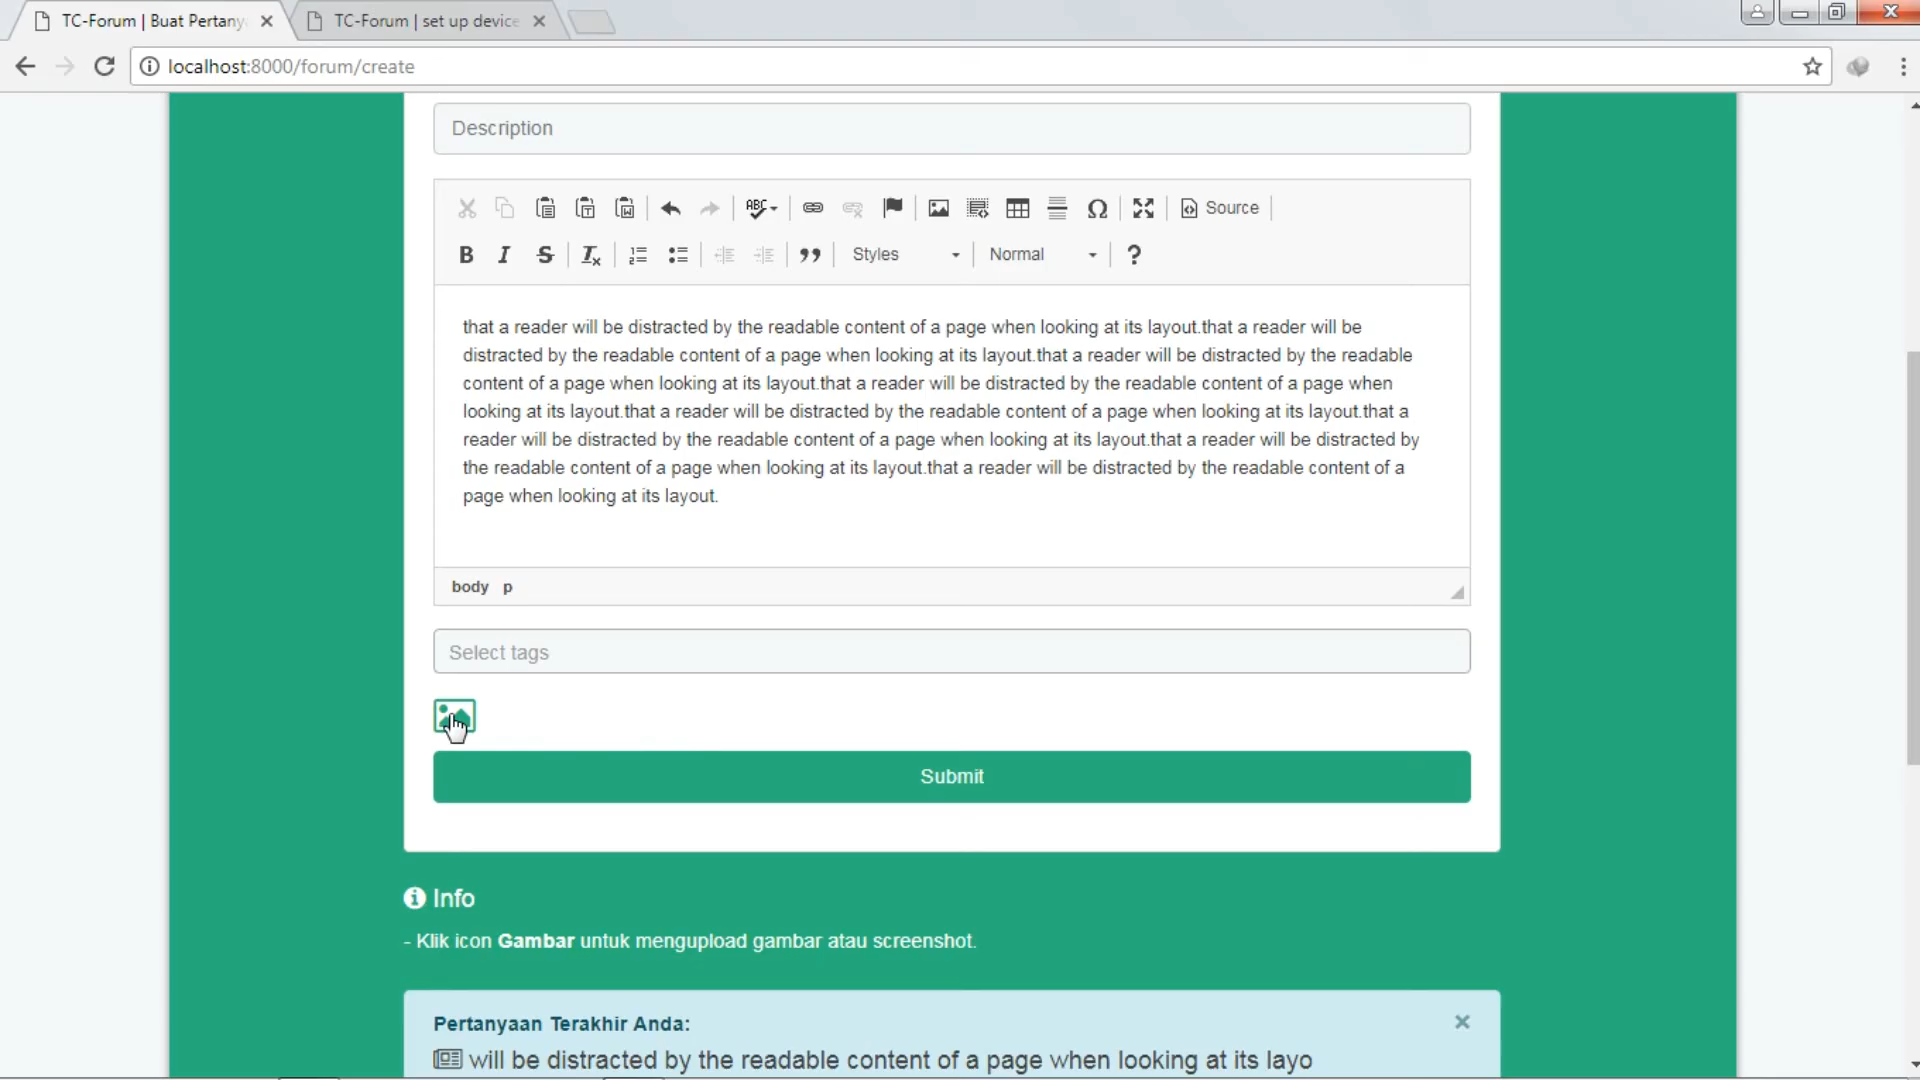 TC-Forum | Buat Pertany
TC-Forum | set up device
localhost:8000/forum/create
Description
ABC
Source
B I S Tx
Styles
Normal
?
that a reader will be distracted by the readable content of a page when looking at its layout.that a reader will be
distracted by the readable content of a page when looking at its layout.that a reader will be distracted by the readable
content of a page when looking at its layout.that a reader will be distracted by the readable content of a page when
looking at its layout.that a reader will be distracted by the readable content of a page when looking at its layout.that a
reader will be distracted by the readable content of a page when looking at its layout.that a reader will be distracted by
the readable content of a page when looking at its layout.that a reader will be distracted by the readable content of a
page when looking at its layout.
body p
Select tags
Submit
Info
- Klik icon Gambar untuk mengupload gambar atau screenshot.
Pertanyaan Terakhir Anda:
will be distracted by the readable content of a page when looking at its layo